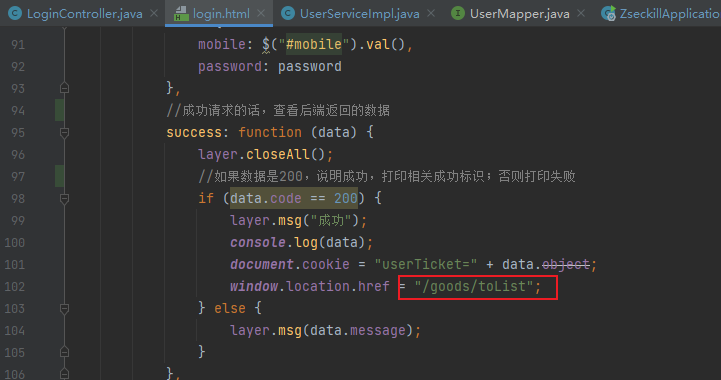 LoginController.java × login.html × UserServiceImpl.java × UserMapper.java × ZseckillApplicatio
91 mobile: $("#mobile").val(),
92 password: password
93 },
94 //成功请求的话，查看后端返回的数据
95 success: function (data) {
96 layer.closeAll();
97 //如果数据是200，说明成功，打印相关成功标识；否则打印失败
98 if (data.code == 200) {
99 layer.msg("成功");
100 console.log(data);
101 document.cookie = "userTicket=" + data.object;
102 window.location.href = "/goods/toList";
103 } else {
104 layer.msg(data.message);
105 }
106 },